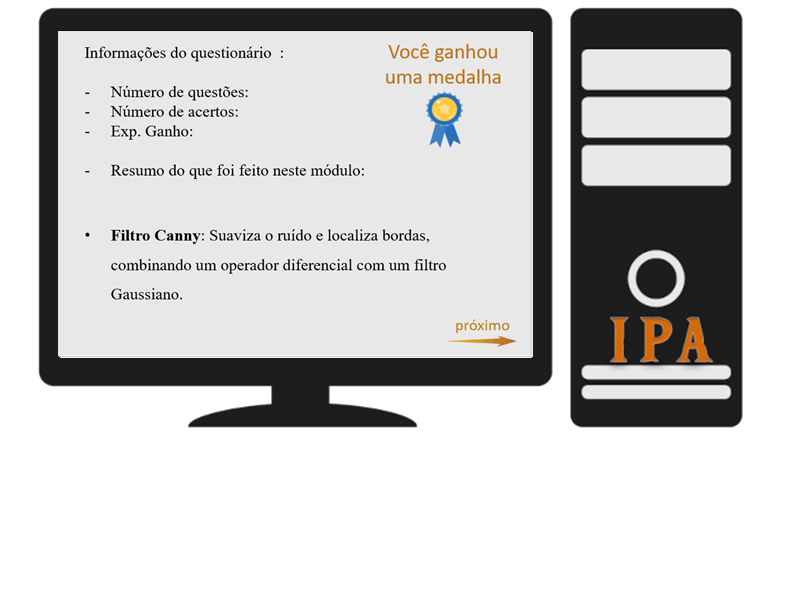 Informações do questionário  :
Você ganhou
uma medalha
- Número de questões:
- Número de acertos:
- Exp. Ganho:
- Resumo do que foi feito neste módulo:
• Filtro Canny: Suaviza o ruído e localiza bordas,
combinando um operador diferencial com um filtro
Gaussiano.
próximo
IPA